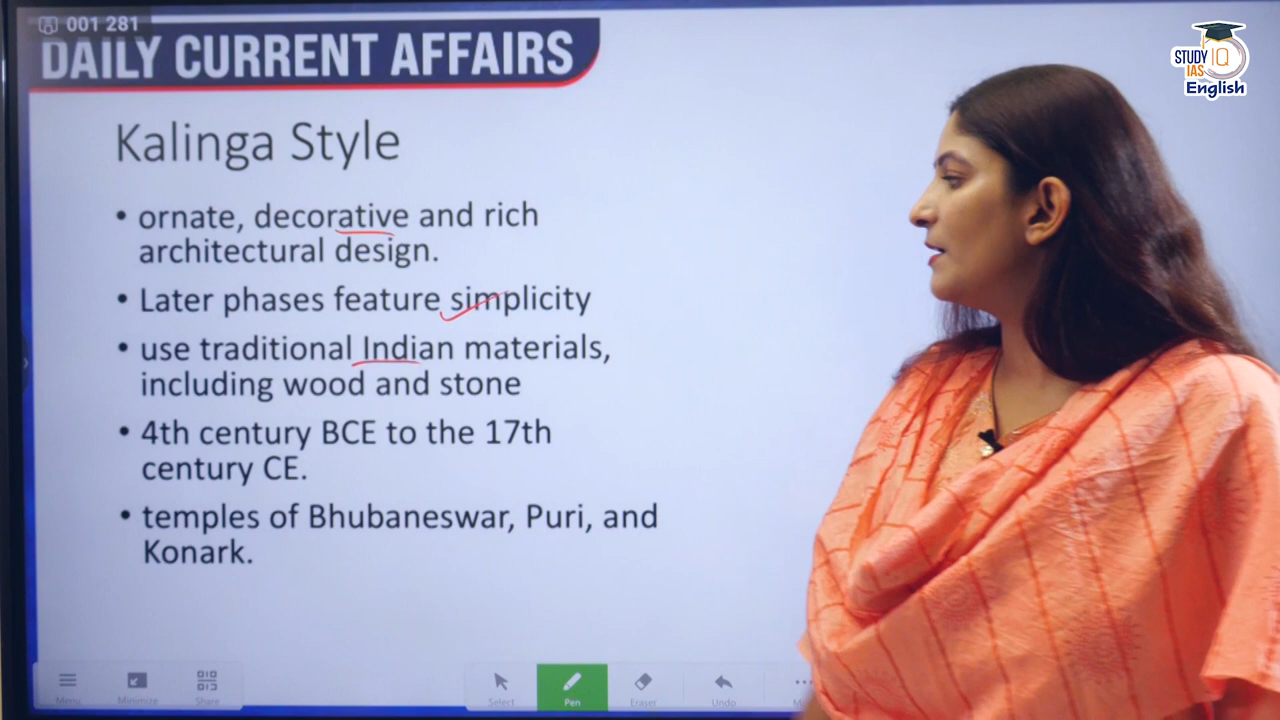 001 281
DAILY CURRENT AFFAIRS
STUDY IQ
IAS
English
Kalinga Style
• ornate, decorative and rich
architectural design.
• Later phases feature simplicity
• use traditional Indian materials,
including wood and stone
• 4th century BCE to the 17th
century CE.
• temples of Bhubaneswar, Puri, and
Konark.
Menu
Minimize
Share
Select
Pen
Eraser
Undo